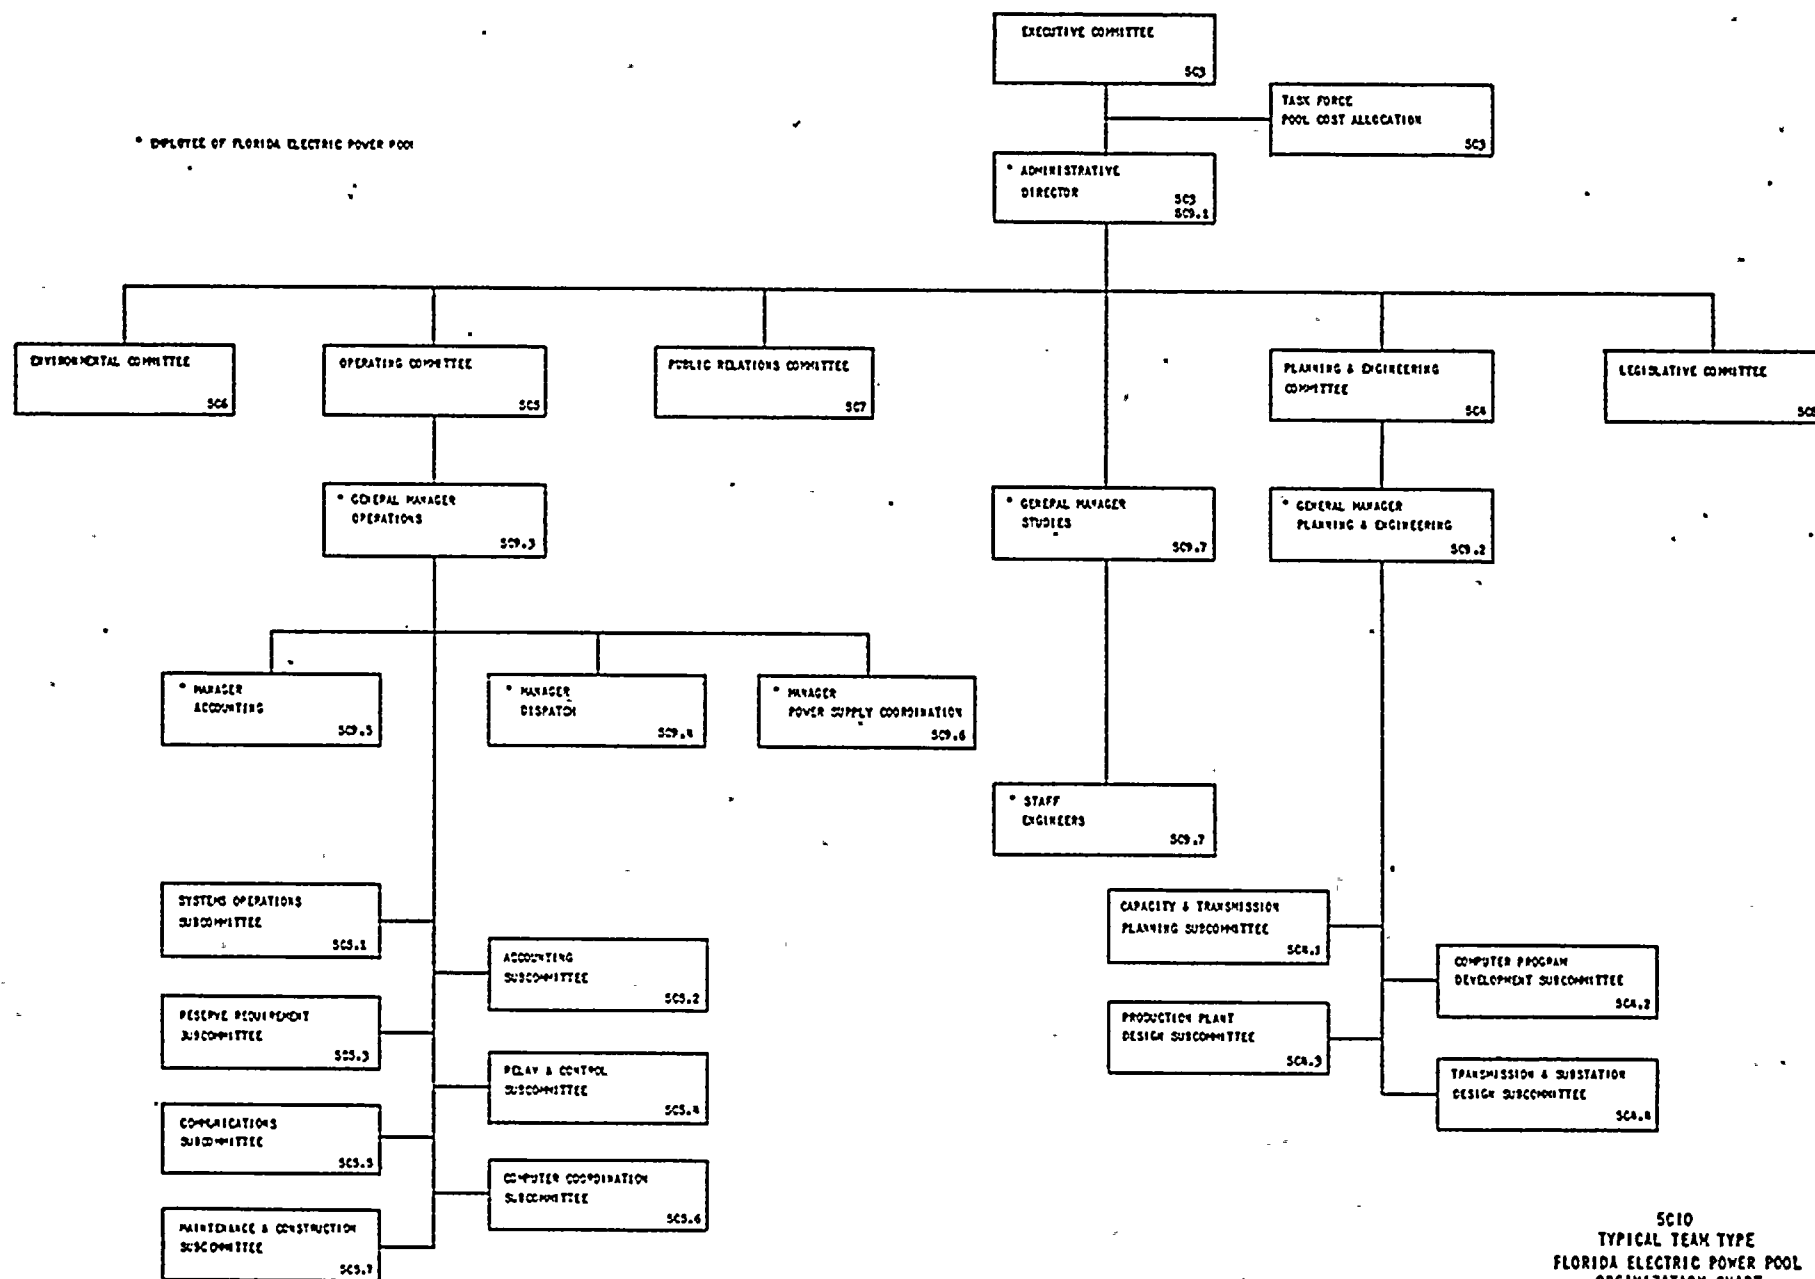 EXECUTIVE COMMITTEE
SC3
TASK FORCE
POOL COST ALLOCATION
SC3
* EMPLOYEE OF FLORIDA ELECTRIC POWER POOL
* ADMINISTRATIVE
DIRECTOR
SC3
SC9.1
ENVIRONMENTAL COMMITTEE
SC6
OPERATING COMMITTEE
SC5
PUBLIC RELATIONS COMMITTEE
SC7
PLANNING & ENGINEERING
COMMITTEE
SC4
LEGISLATIVE COMMITTEE
* GENERAL MANAGER
OPERATIONS
SC9.3
* GENERAL MANAGER
STUDIES
SC9.7
* GENERAL MANAGER
PLANNING & ENGINEERING
SC9.2
* MANAGER
ACCOUNTING
SC9.5
* MANAGER
DISPATCH
SC9.4
* MANAGER
POWER SUPPLY COORDINATION
SC9.6
* STAFF
ENGINEERS
SC9.7
SYSTEMS OPERATIONS
SUBCOMMITTEE
SC5.1
ACCOUNTING
SUBCOMMITTEE
SC5.2
RESERVE REQUIREMENT
SUBCOMMITTEE
SC5.3
RELAY & CONTROL
SUBCOMMITTEE
SC5.4
COMMUNICATIONS
SUBCOMMITTEE
SC5.5
COMPUTER COORDINATION
SUBCOMMITTEE
SC5.6
MAINTENANCE & CONSTRUCTION
SUBCOMMITTEE
SC5.7
CAPACITY & TRANSMISSION
PLANNING SUBCOMMITTEE
SC4.1
COMPUTER PROGRAM
DEVELOPMENT SUBCOMMITTEE
SC4.2
PRODUCTION PLANT
DESIGN SUBCOMMITTEE
SC4.3
TRANSMISSION & SUBSTATION
DESIGN SUBCOMMITTEE
SC4.4
SC10
TYPICAL TEAM TYPE
FLORIDA ELECTRIC POWER POOL
ORGANIZATION CHART